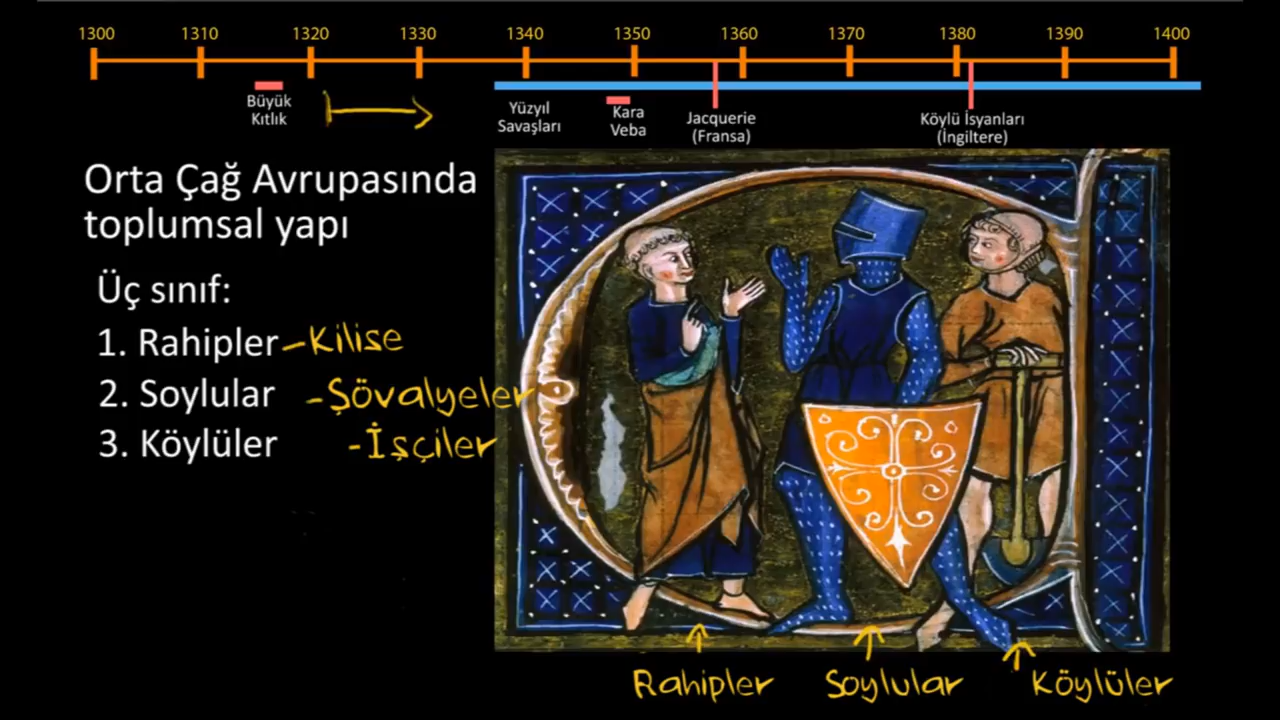 1300 1310 1320 1330 1340 1350 1360 1370 1380 1390 1400
Büyük
Kıtlık
Yüzyıl
Savaşları
Kara
Veba
Jacquerie
(Fransa)
Köylü İsyanları
(İngiltere)
Orta Çağ Avrupasında
toplumsal yapı
Üç sınıf:
1. Rahipler - Kilise
2. Soylular - Şövalyeler
3. Köylüler - İşçiler
Rahipler Soylular Köylüler